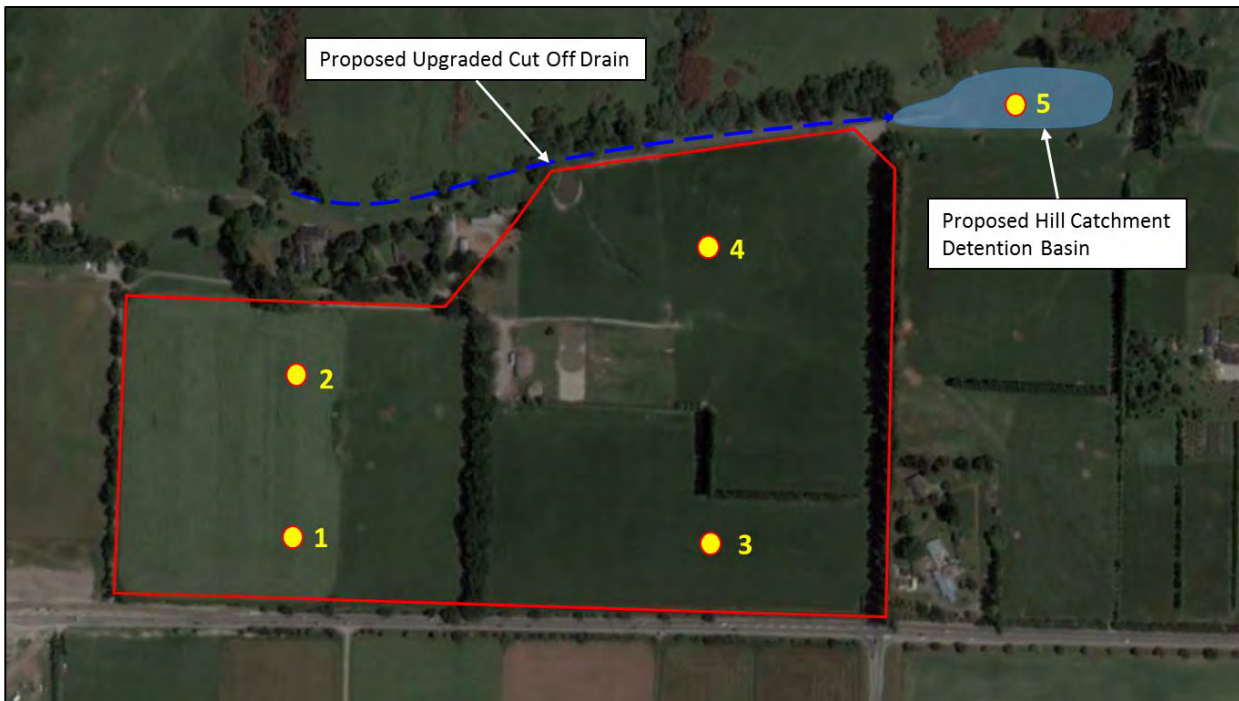 Proposed Upgraded Cut Off Drain
5
Proposed Hill Catchment
Detention Basin
4
2
1
3